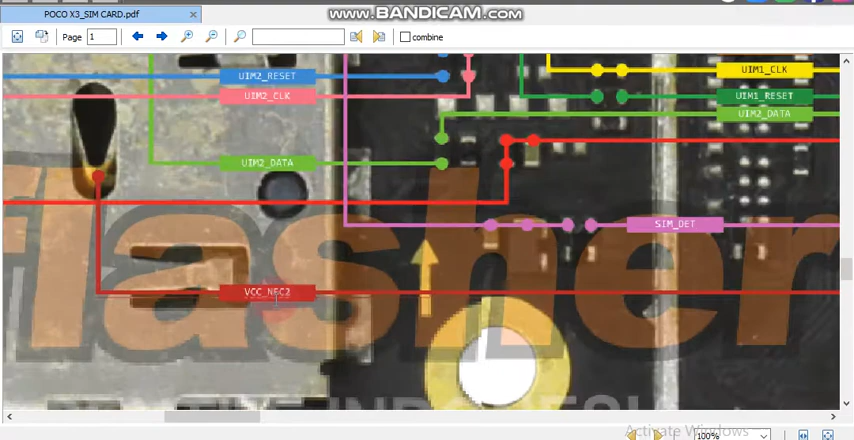 www.BANDICAM.com
POCO X3_SIM CARD.pdf
Page 1
combine
UIM2_RESET
UIM1_CLK
UIM2_CLK
UIM1_RESET
UIM2_DATA
UIM2_DATA
SIM_DET
VCC_NFC2
flasher
Activate Windows
100%